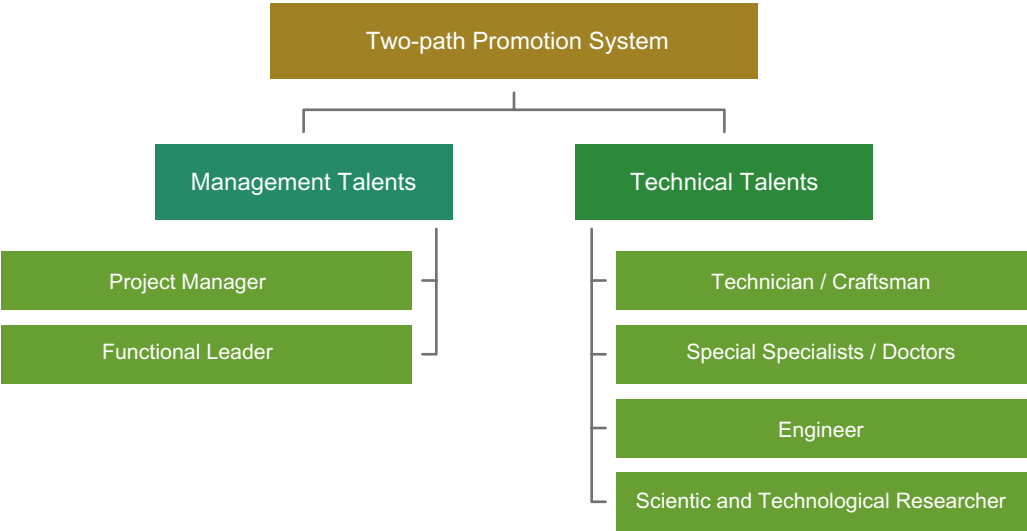 Two-path Promotion System
Management Talents
Technical Talents
Project Manager
Functional Leader
Technician / Craftsman
Special Specialists / Doctors
Engineer
Scientic and Technological Researcher